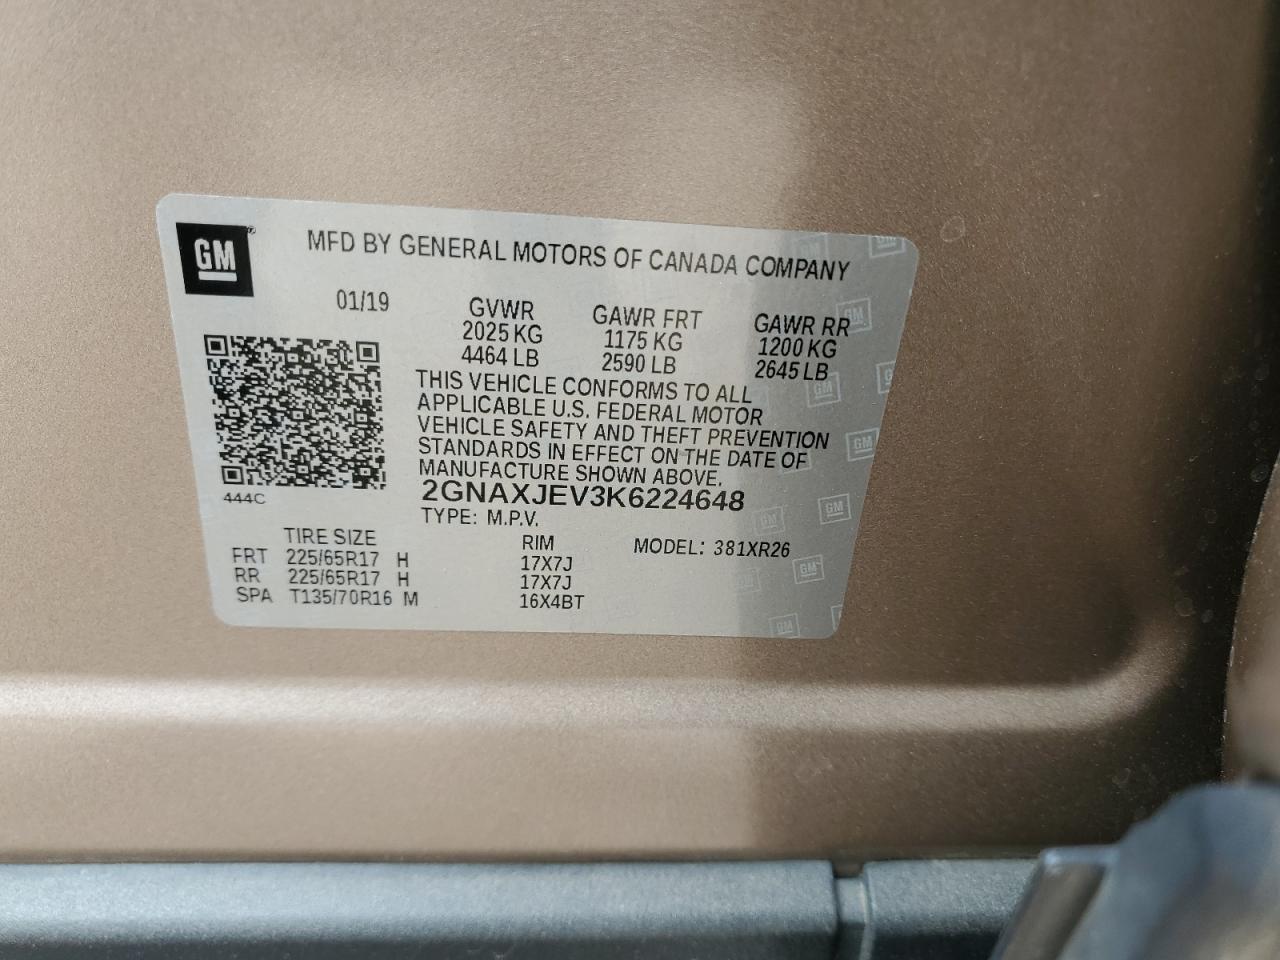 GM
MFD BY GENERAL MOTORS OF CANADA COMPANY
01/19
GVWR
2025 KG
4464 LB
GAWR FRT
1175 KG
2590 LB
GAWR RR
1200 KG
2645 LB
THIS VEHICLE CONFORMS TO ALL
APPLICABLE U.S. FEDERAL MOTOR
VEHICLE SAFETY AND THEFT PREVENTION
STANDARDS IN EFFECT ON THE DATE OF
MANUFACTURE SHOWN ABOVE.
444C
2GNAXJEV3K6224648
TYPE: M.P.V.
TIRE SIZE RIM MODEL: 381XR26
FRT 225/65R17 H 17X7J
RR 225/65R17 H 17X7J
SPA T135/70R16 M 16X4BT